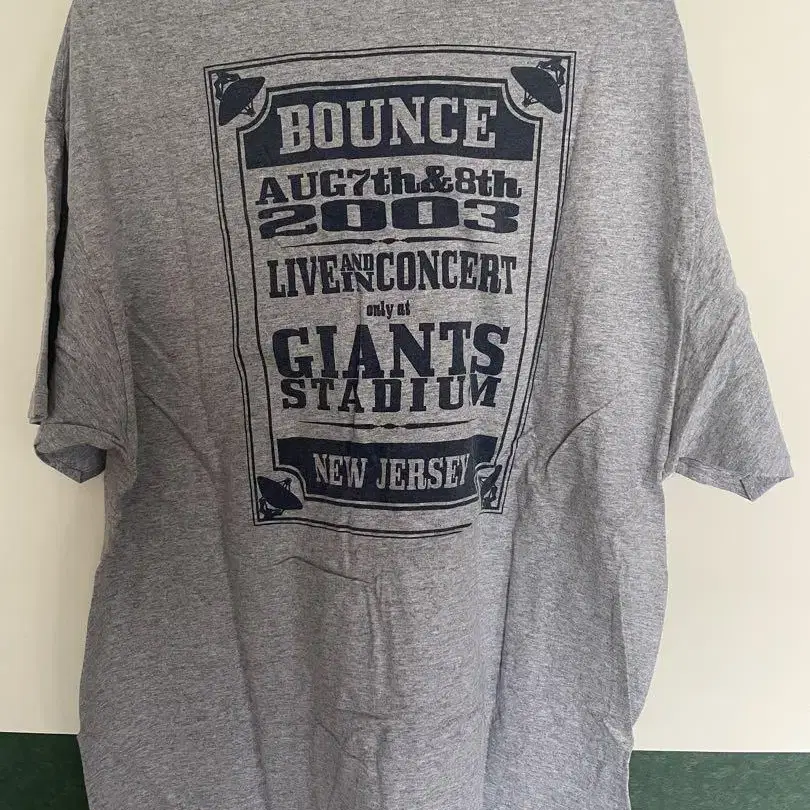 BOUNCE
AUG7th&8th
2003
LIVE AND IN CONCERT
only at
GIANTS
STADIUM
NEW JERSEY